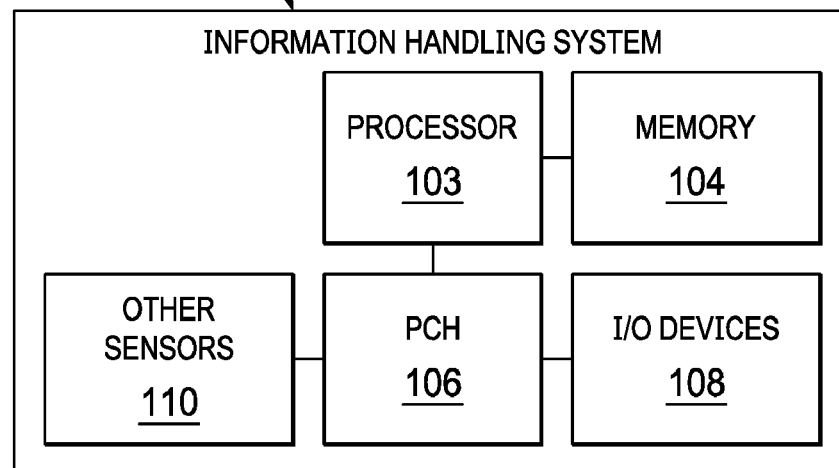 INFORMATION HANDLING SYSTEM
PROCESSOR
103
MEMORY
104
OTHER
SENSORS
110
PCH
106
I/O DEVICES
108